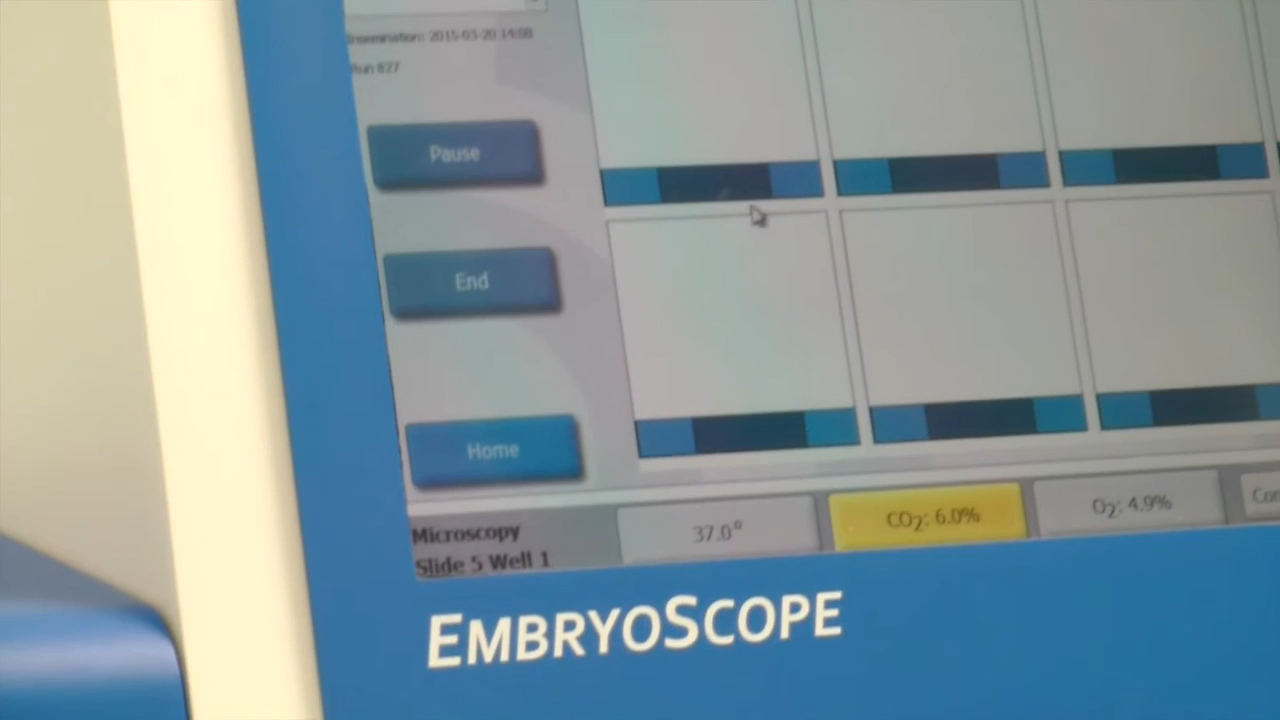 Insemination: 2015-03-20 14:08
Run 827
Pause
End
Home
Microscopy
Slide 5 Well 1
37.0°
CO₂: 6.0%
O₂: 4.9%
EMBRYOSCOPE